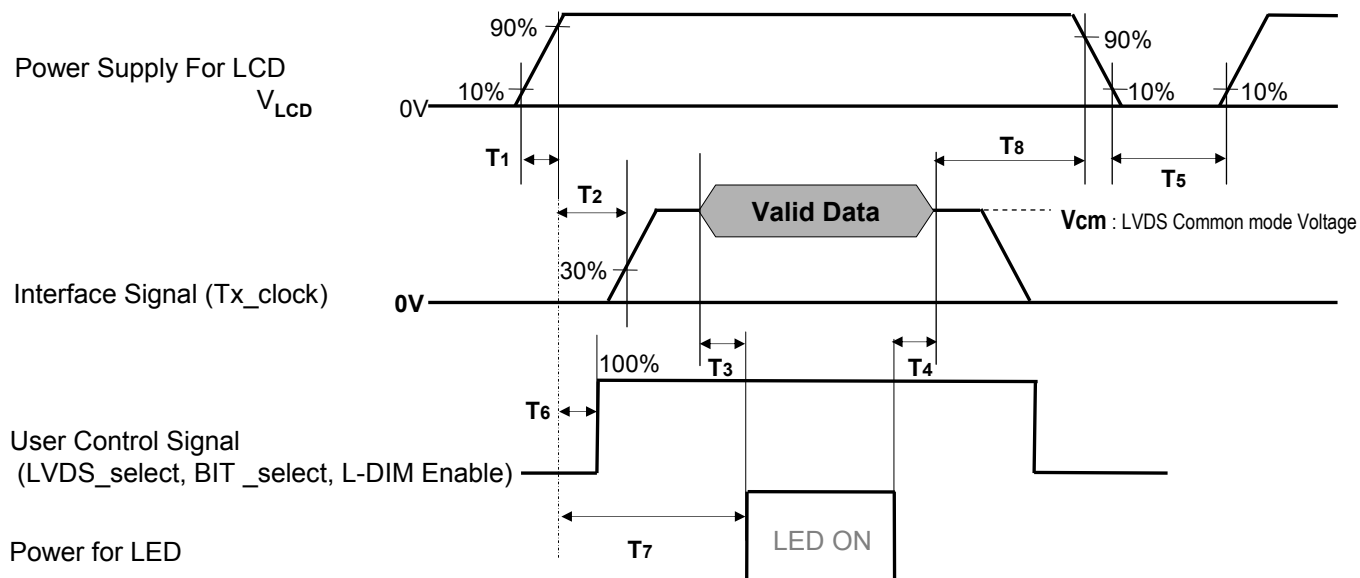 90%
90%
Power Supply For LCD
VLCD
10%
10%
10%
0V
T1
T8
T5
T2
Valid Data
Vcm : LVDS Common mode Voltage
30%
Interface Signal (Tx_clock)
0V
T3
T4
100%
T6
User Control Signal
(LVDS_select, BIT _select, L-DIM Enable)
T7
LED ON
Power for LED